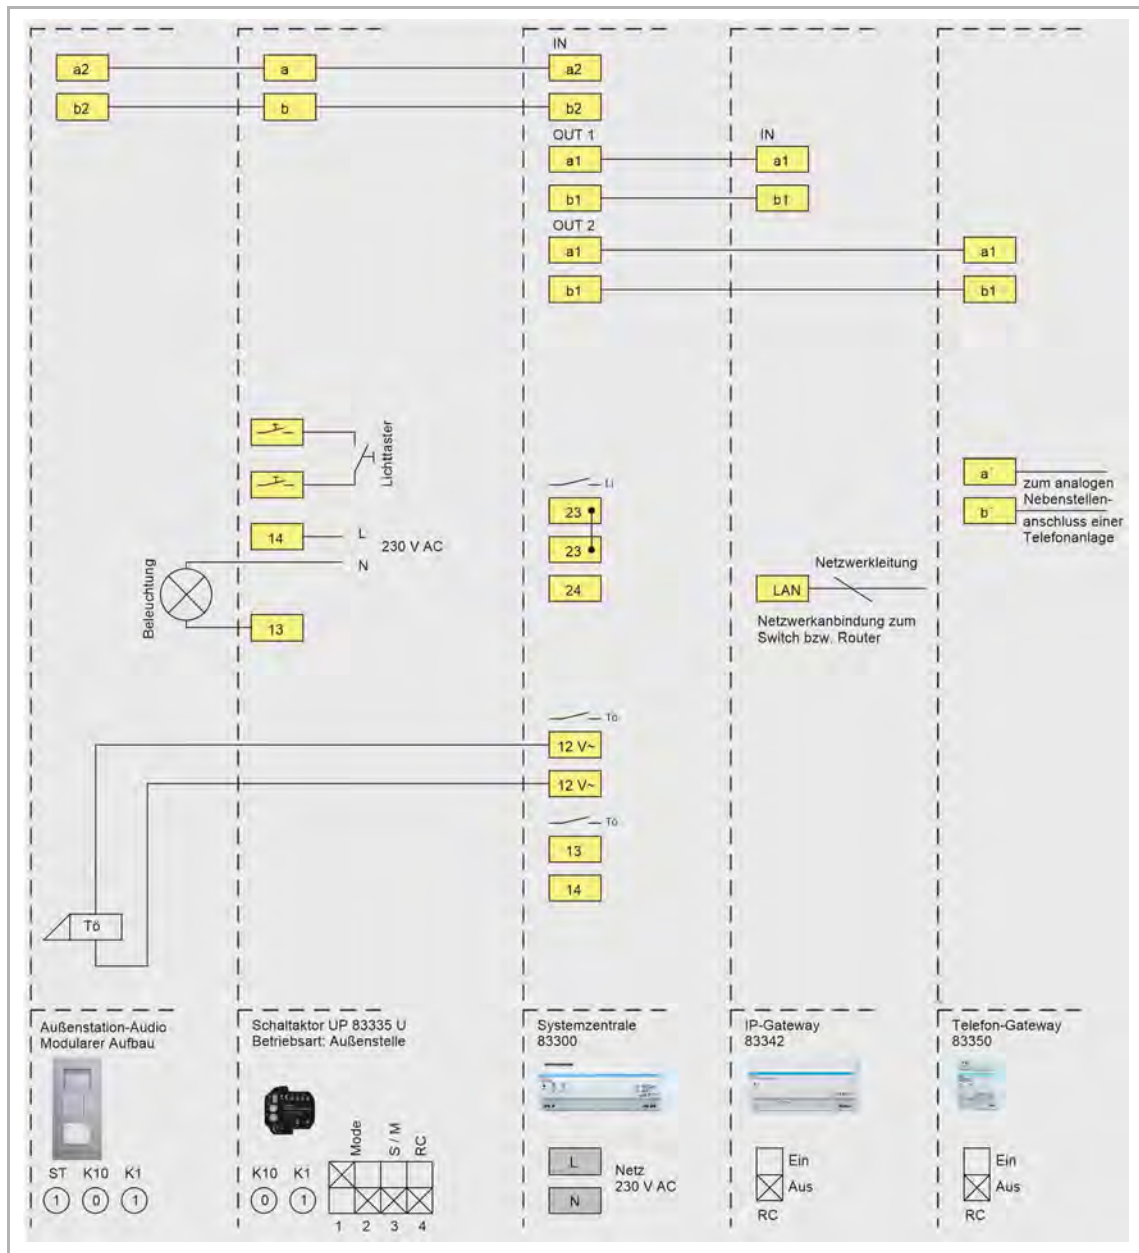 IN
a2 a a2
b2 b b2
OUT 1 IN
a1 a1
b1 b1
OUT 2
a1 a1
b1 b1
Lichttaster
Li
23
23
24
14 L
230 V AC
N
Beleuchtung
13
a
b
zum analogen
Nebenstellen-
anschluss einer
Telefonanlage
Netzwerkleitung
LAN
Netzwerkanbindung zum
Switch bzw. Router
Tö
12 V~
12 V~
Tö
13
14
Tö
Außenstation-Audio
Modularer Aufbau
ST K10 K1
1 0 1
Schaltaktor UP 83335 U
Betriebsart: Außenstelle
K10 K1
0 1
Mode
S / M
RC
1 2 3 4
Systemzentrale
83300
L
N
Netz
230 V AC
IP-Gateway
83342
Ein
Aus
RC
Telefon-Gateway
83350
Ein
Aus
RC